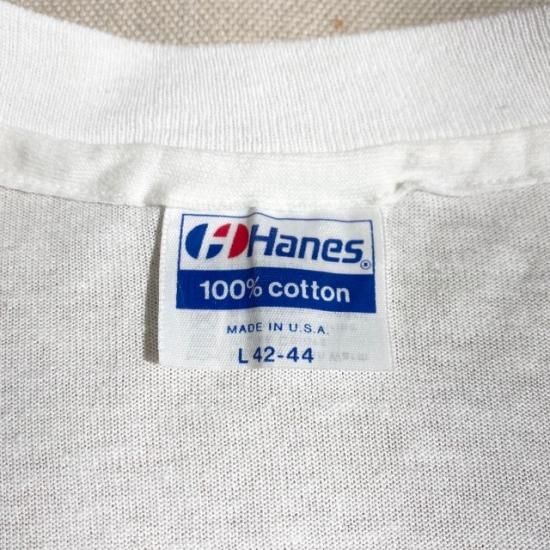 Hanes®
100% cotton
MADE IN U.S.A.
L 42-44